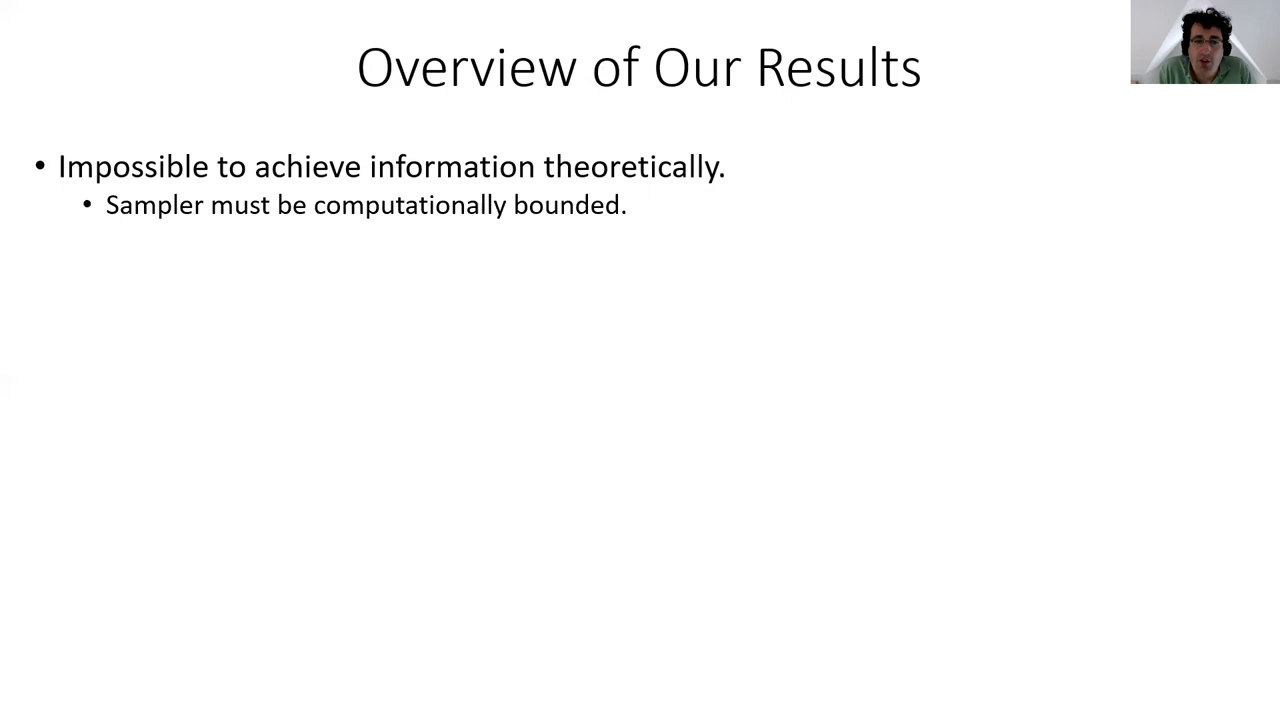 Overview of Our Results
• Impossible to achieve information theoretically.
• Sampler must be computationally bounded.